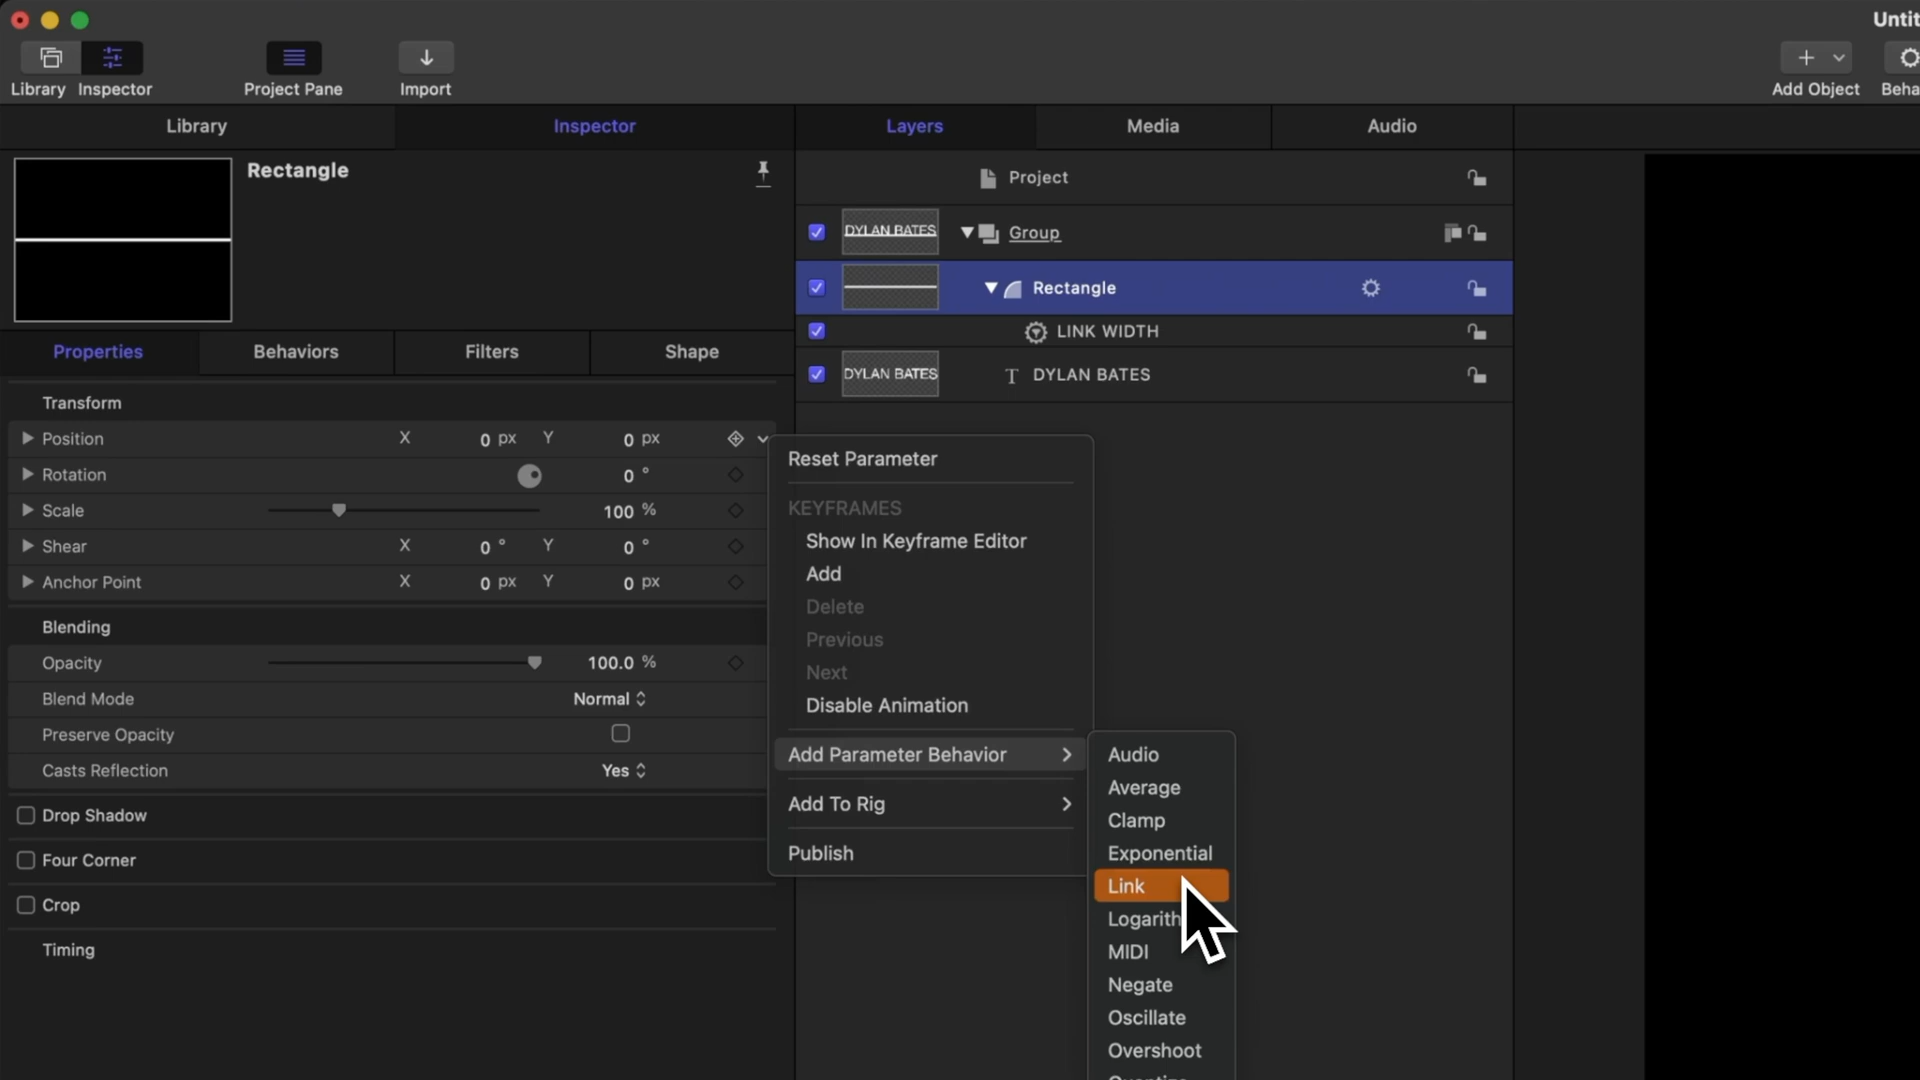 Untit
Library Inspector Project Pane Import Add Object Beha
Library Inspector Layers Media Audio
Rectangle
Project
DYLAN BATES Group
Rectangle
LINK WIDTH
DYLAN BATES DYLAN BATES
Properties Behaviors Filters Shape
Transform
Position X 0 px Y 0 px
Rotation 0 °
Scale 100 %
Shear X 0 ° Y 0 °
Anchor Point X 0 px Y 0 px
Blending
Opacity 100.0 %
Blend Mode Normal
Preserve Opacity
Casts Reflection Yes
Drop Shadow
Four Corner
Crop
Timing
Reset Parameter
KEYFRAMES
Show In Keyframe Editor
Add
Delete
Previous
Next
Disable Animation
Add Parameter Behavior
Add To Rig
Publish
Audio
Average
Clamp
Exponential
Link
Logarith
MIDI
Negate
Oscillate
Overshoot